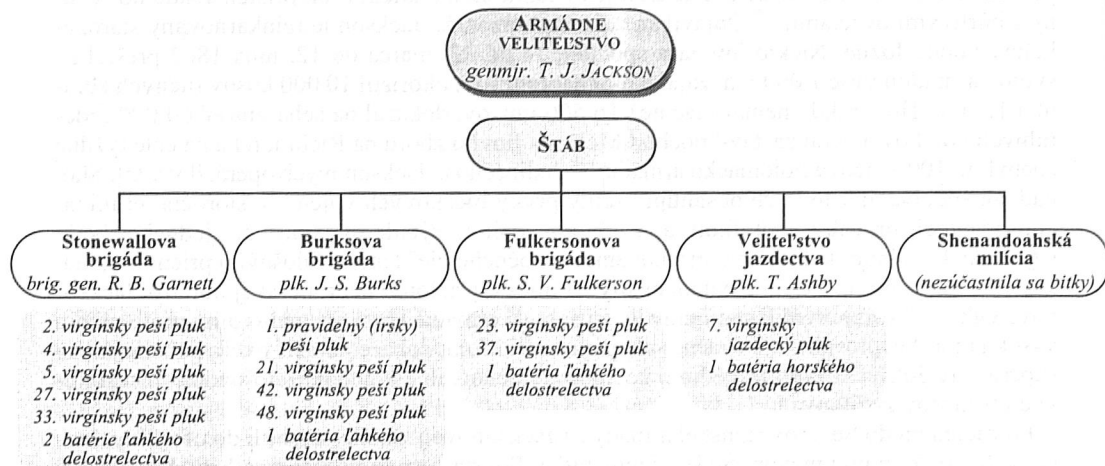 ARMÁDNE
VELITEĽSTVO
genmjr. T. J. JACKSON
ŠTÁB
Stonewallova
brigáda
brig. gen. R. B. Garnett
Burksova
brigáda
plk. J. S. Burks
Fulkersonova
brigáda
plk. S. V. Fulkerson
Veliteľstvo
jazdectva
plk. T. Ashby
Shenandoahská
milícia
(nezúčastnila sa bitky)
2. virgínsky peší pluk
4. virgínsky peší pluk
5. virgínsky peší pluk
27. virgínsky peší pluk
33. virgínsky peší pluk
2 batérie ľahkého
delostrelectva
1. pravidelný (írsky)
peší pluk
21. virgínsky peší pluk
42. virgínsky peší pluk
48. virgínsky peší pluk
1 batéria ľahkého
delostrelectva
23. virgínsky peší pluk
37. virgínsky peší pluk
1 batéria ľahkého
delostrelectva
7. virgínsky
jazdecký pluk
1 batéria horského
delostrelectva